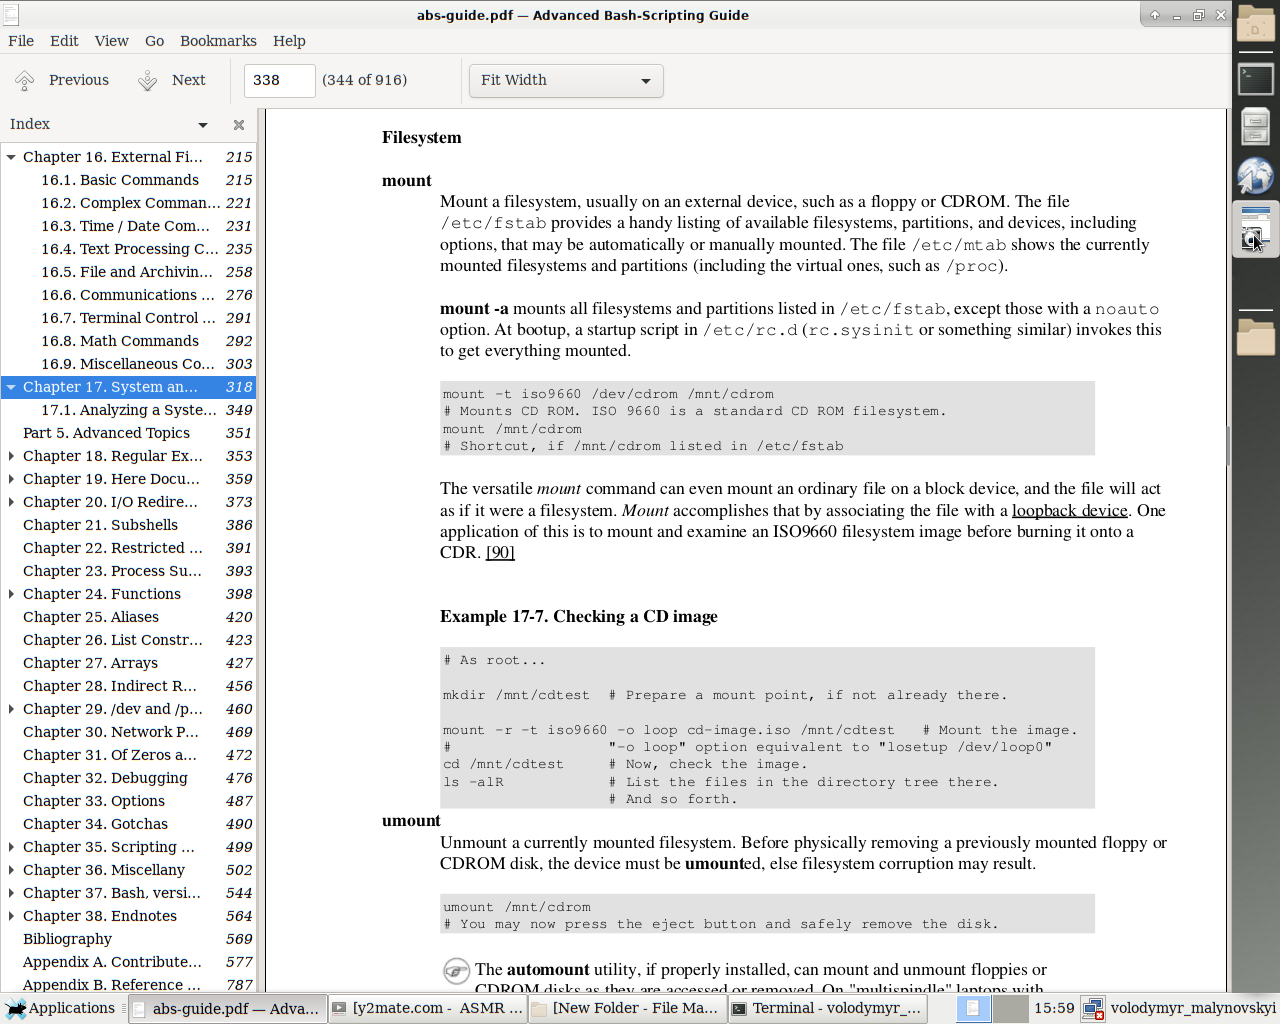 abs-guide.pdf — Advanced Bash-Scripting Guide
File Edit View Go Bookmarks Help
Previous Next 338 (344 of 916) Fit Width
Index
Chapter 16. External Fi... 215
16.1. Basic Commands 215
16.2. Complex Comman... 221
16.3. Time / Date Com... 231
16.4. Text Processing C... 235
16.5. File and Archivin... 258
16.6. Communications ... 276
16.7. Terminal Control ... 291
16.8. Math Commands 292
16.9. Miscellaneous Co... 303
Chapter 17. System an... 318
17.1. Analyzing a Syste... 349
Part 5. Advanced Topics 351
Chapter 18. Regular Ex... 353
Chapter 19. Here Docu... 359
Chapter 20. I/O Redire... 373
Chapter 21. Subshells 386
Chapter 22. Restricted ... 391
Chapter 23. Process Su... 393
Chapter 24. Functions 398
Chapter 25. Aliases 420
Chapter 26. List Constr... 423
Chapter 27. Arrays 427
Chapter 28. Indirect R... 456
Chapter 29. /dev and /p... 460
Chapter 30. Network P... 469
Chapter 31. Of Zeros a... 472
Chapter 32. Debugging 476
Chapter 33. Options 487
Chapter 34. Gotchas 490
Chapter 35. Scripting ... 499
Chapter 36. Miscellany 502
Chapter 37. Bash, versi... 544
Chapter 38. Endnotes 564
Bibliography 569
Appendix A. Contribute... 577
Appendix B. Reference ... 787
Filesystem
mount
Mount a filesystem, usually on an external device, such as a floppy or CDROM. The file
/etc/fstab provides a handy listing of available filesystems, partitions, and devices, including
options, that may be automatically or manually mounted. The file /etc/mtab shows the currently
mounted filesystems and partitions (including the virtual ones, such as /proc).
mount -a mounts all filesystems and partitions listed in /etc/fstab, except those with a noauto
option. At bootup, a startup script in /etc/rc.d (rc.sysinit or something similar) invokes this
to get everything mounted.
mount -t iso9660 /dev/cdrom /mnt/cdrom
# Mounts CD ROM. ISO 9660 is a standard CD ROM filesystem.
mount /mnt/cdrom
# Shortcut, if /mnt/cdrom listed in /etc/fstab
The versatile mount command can even mount an ordinary file on a block device, and the file will act
as if it were a filesystem. Mount accomplishes that by associating the file with a loopback device. One
application of this is to mount and examine an ISO9660 filesystem image before burning it onto a
CDR. [90]
Example 17-7. Checking a CD image
# As root...
mkdir /mnt/cdtest # Prepare a mount point, if not already there.
mount -r -t iso9660 -o loop cd-image.iso /mnt/cdtest # Mount the image.
# "-o loop" option equivalent to "losetup /dev/loop0"
cd /mnt/cdtest # Now, check the image.
ls -alR # List the files in the directory tree there.
# And so forth.
umount
Unmount a currently mounted filesystem. Before physically removing a previously mounted floppy or
CDROM disk, the device must be umounted, else filesystem corruption may result.
umount /mnt/cdrom
# You may now press the eject button and safely remove the disk.
The automount utility, if properly installed, can mount and unmount floppies or
CDROM disks as they are accessed or removed. On "multispindle" laptops with
Applications abs-guide.pdf — Adva... [y2mate.com - ASMR ... [New Folder - File Ma... Terminal - volodymyr_... 15:59 volodymyr_malynovskyi